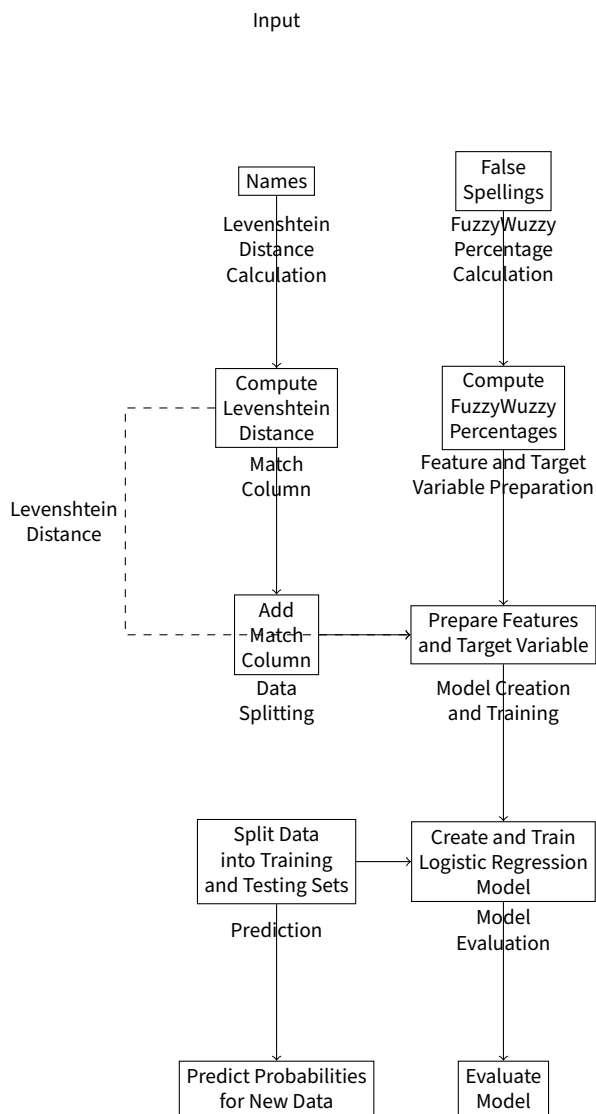 Input
Names
False
Spellings
Levenshtein
Distance
Calculation
FuzzyWuzzy
Percentage
Calculation
Compute
Levenshtein
Distance
Compute
FuzzyWuzzy
Percentages
Match
Column
Feature and Target
Variable Preparation
Levenshtein
Distance
Add
Match
Column
Prepare Features
and Target Variable
Data
Splitting
Model Creation
and Training
Split Data
into Training
and Testing Sets
Create and Train
Logistic Regression
Model
Prediction
Model
Evaluation
Predict Probabilities
for New Data
Evaluate
Model